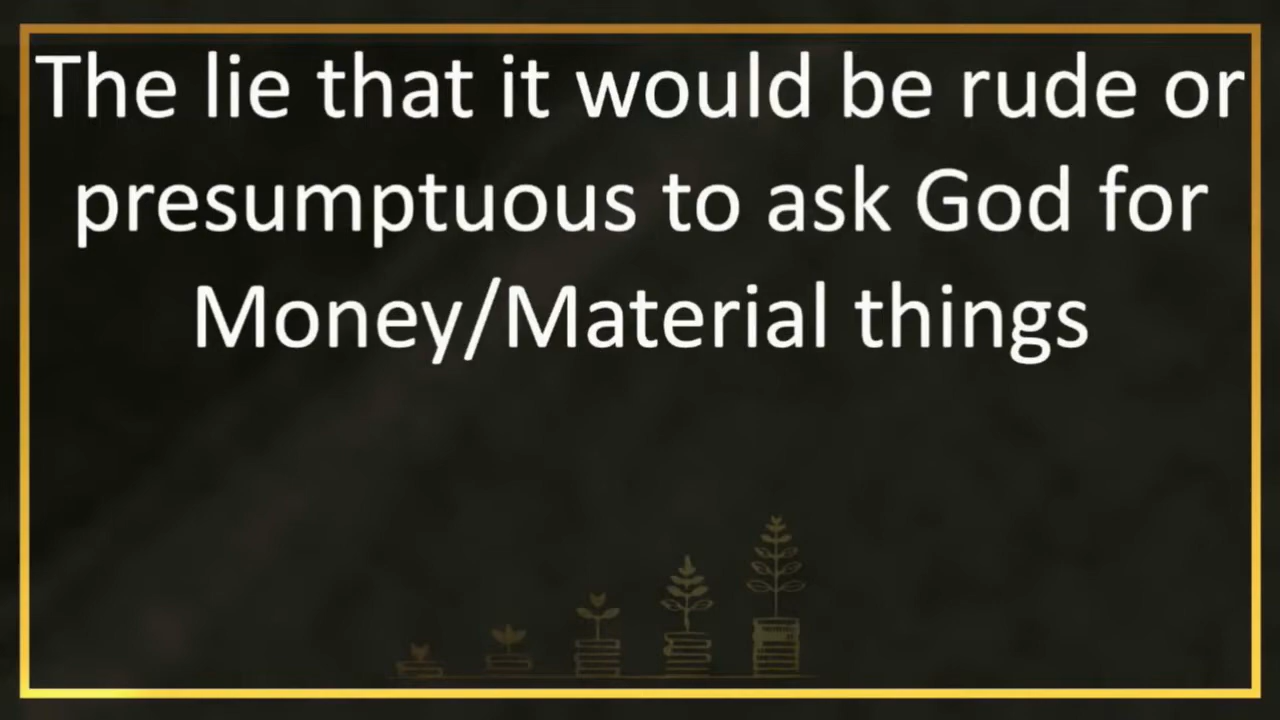 The lie that it would be rude or
presumptuous to ask God for
Money/Material things